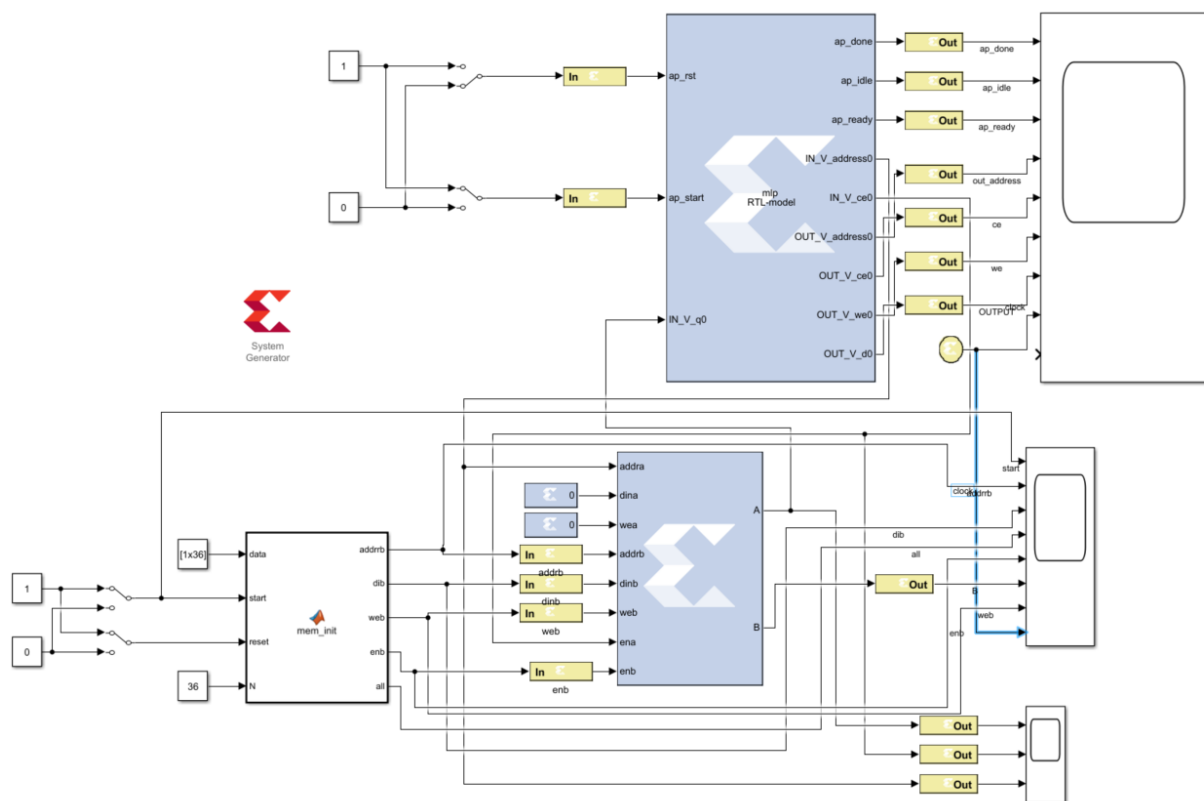 1
0
In
In
ap_rst
ap_start
IN_V_q0
mlp
RTL-model
ap_done
ap_idle
ap_ready
IN_V_address0
IN_V_ce0
OUT_V_address0
OUT_V_ce0
OUT_V_we0
OUT_V_d0
Out
Out
Out
Out
Out
Out
Out
ap_done
ap_idle
ap_ready
out_address
ce
we
clock
OUTPUT
System
Generator
[1x36]
1
0
36
data
start
reset
N
mem_init
addrrb
dib
web
enb
all
0
0
In
addrb
In
dinb
In
web
In
enb
addra
dina
wea
addrb
dinb
web
ena
enb
A
B
Out
start
clock
addrrb
dib
all
B
web
enb
Out
Out
Out